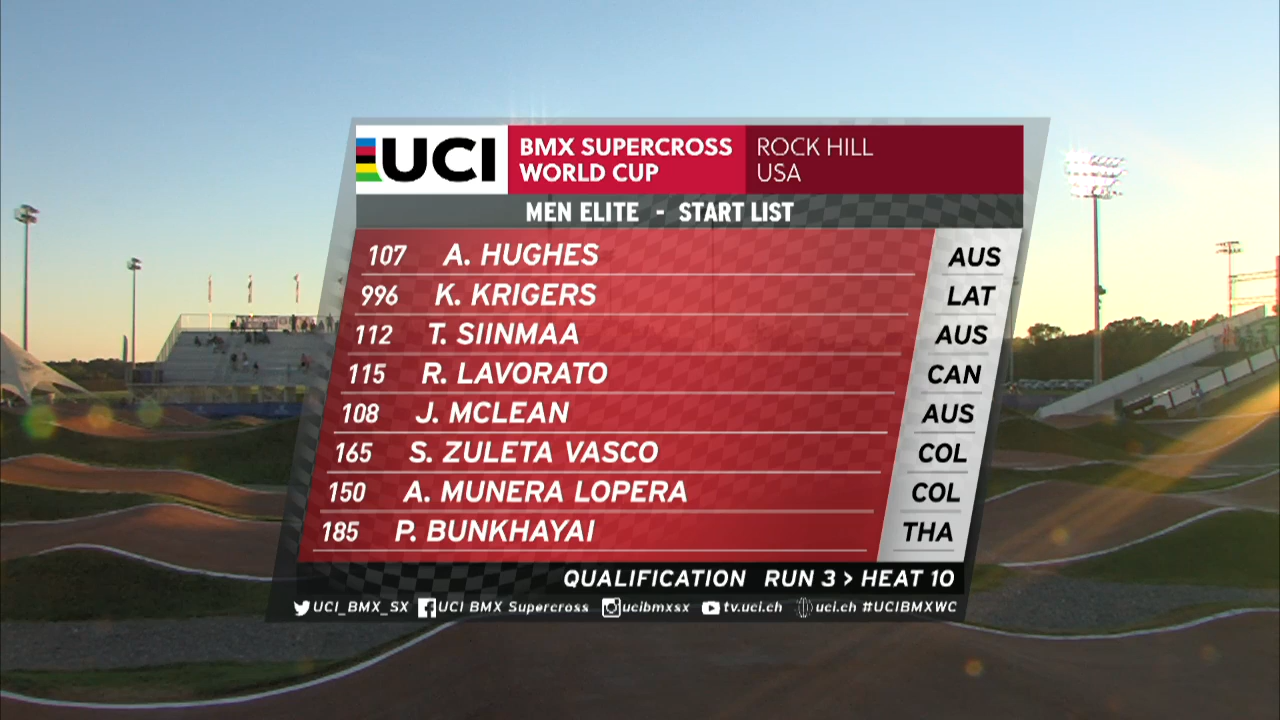 UCI
BMX SUPERCROSS
WORLD CUP
ROCK HILL
USA
MEN ELITE - START LIST
107 A. HUGHES AUS
996 K. KRIGERS LAT
112 T. SIINMAA AUS
115 R. LAVORATO CAN
108 J. MCLEAN AUS
165 S. ZULETA VASCO COL
150 A. MUNERA LOPERA COL
185 P. BUNKHAYAI THA
QUALIFICATION RUN 3 > HEAT 10
UCI_BMX_SX UCI BMX Supercross ucibmxsx tv.uci.ch uci.ch #UCIBMXWC